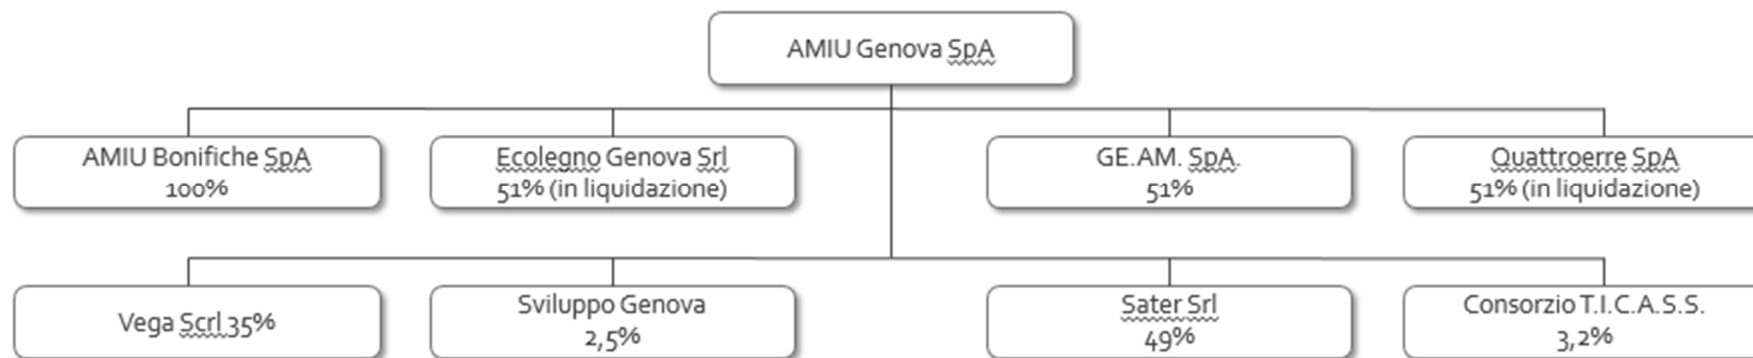 AMIU Genova SpA
AMIU Bonifiche SpA
100%
Ecolegno Genova Srl
51% (in liquidazione)
GE.AM. SpA.
51%
Quattroerre SpA
51% (in liquidazione)
Vega Scrl 35%
Sviluppo Genova
2,5%
Sater Srl
49%
Consorzio T.I.C.A.S.S.
3,2%